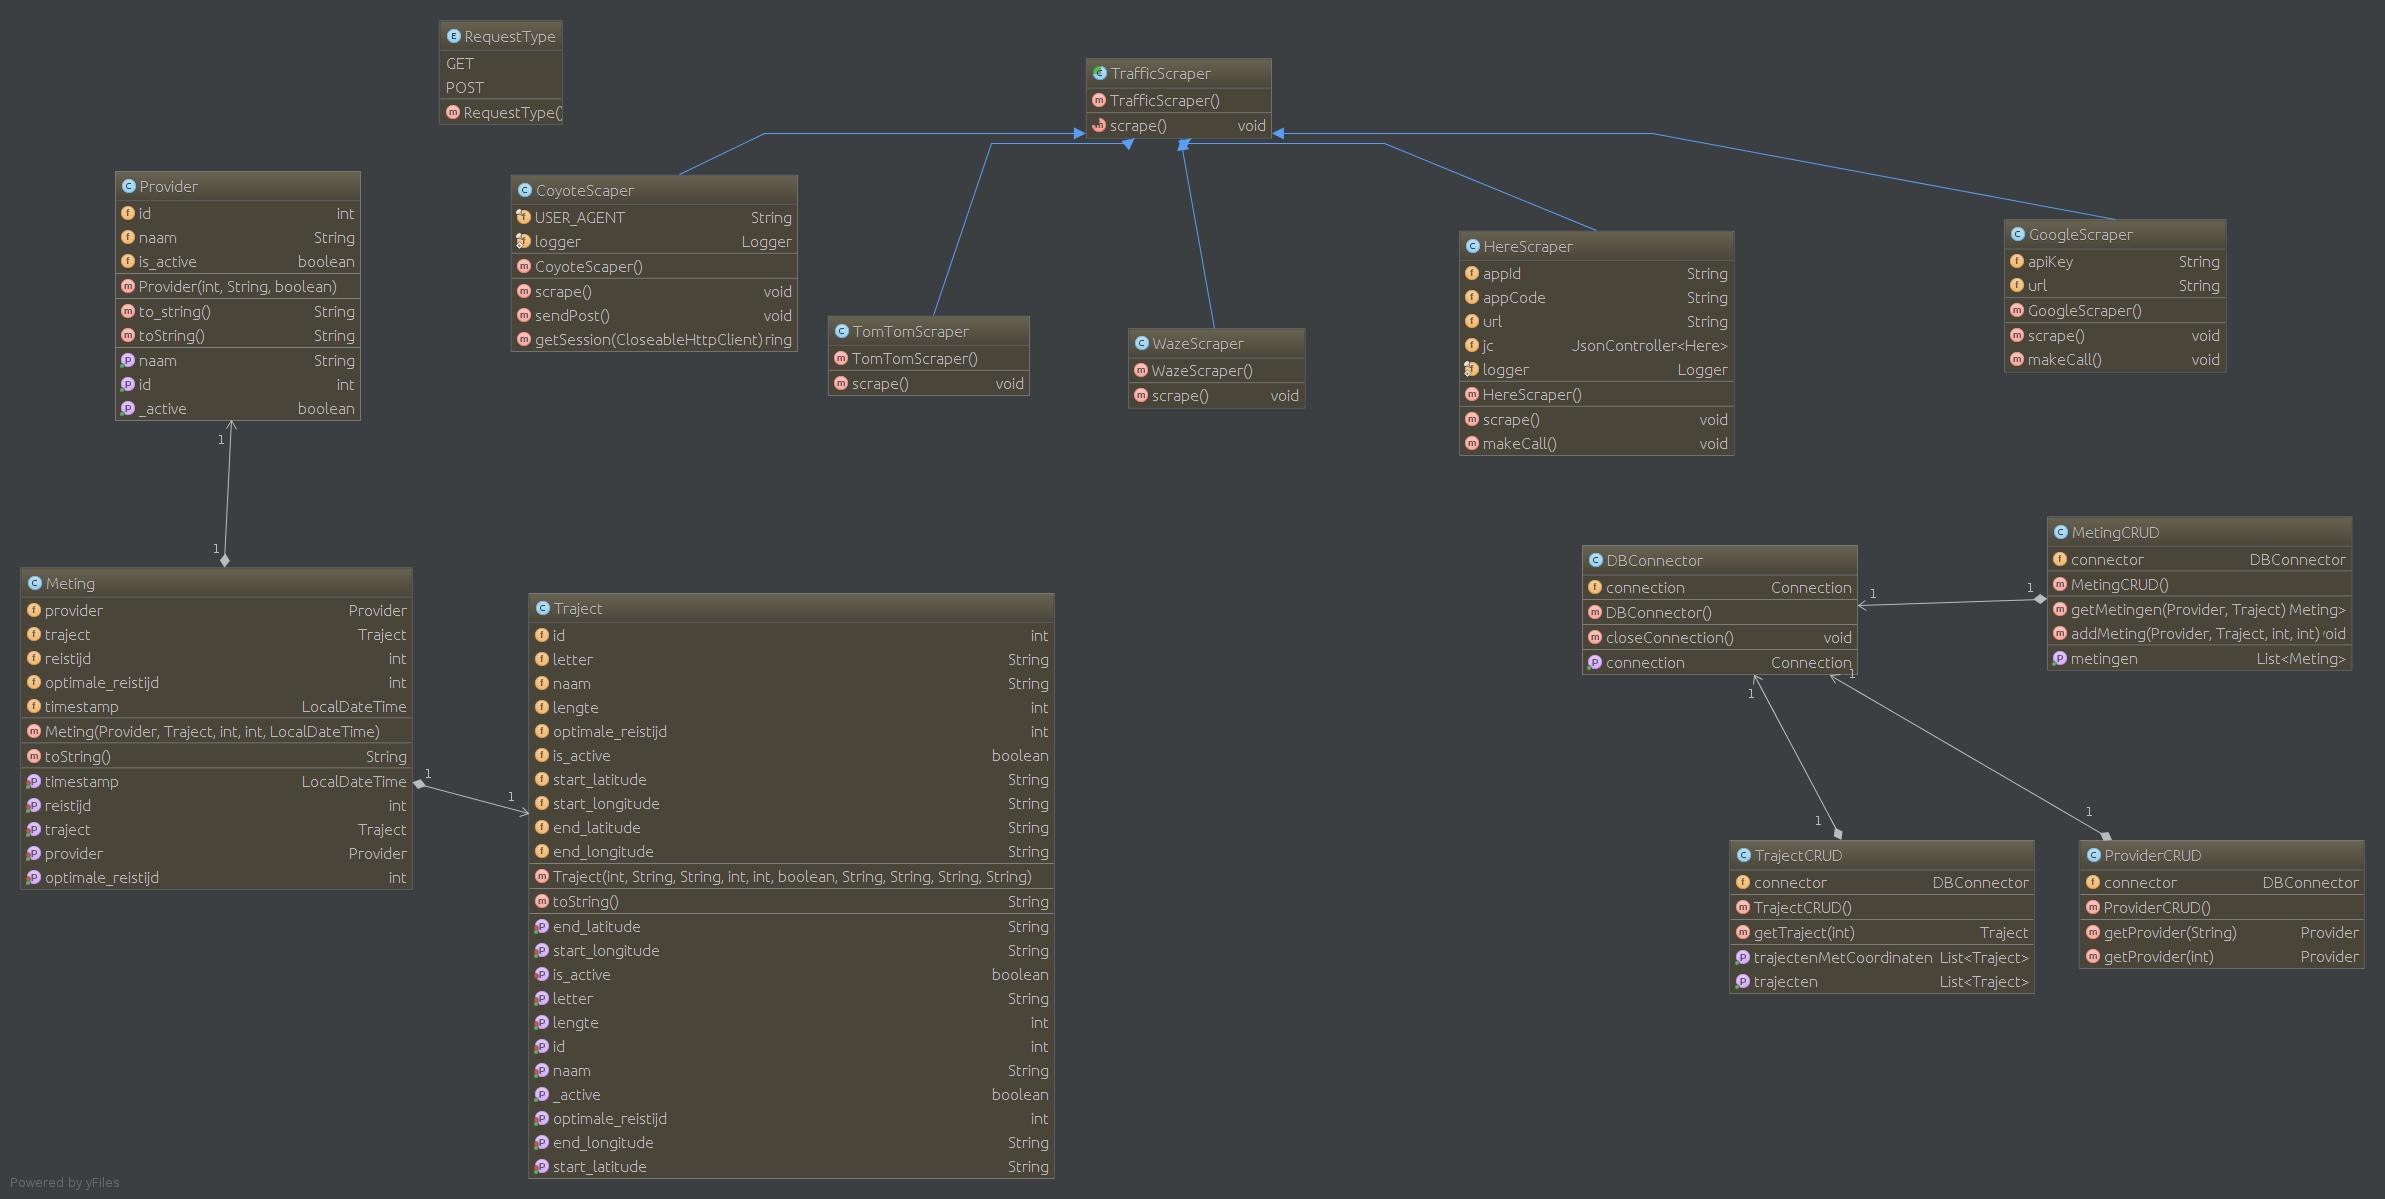 RequestType
GET
POST
RequestType()
TrafficScraper
TrafficScraper()
scrape() void
Provider
id int
naam String
is_active boolean
Provider(int, String, boolean)
to_string() String
toString() String
naam String
id int
_active boolean
CoyoteScaper
USER_AGENT String
logger Logger
CoyoteScaper()
scrape() void
sendPost() void
getSession(CloseableHttpClient) ring
TomTomScraper
TomTomScraper()
scrape() void
WazeScraper
WazeScraper()
scrape() void
HereScraper
appId String
appCode String
url String
jc JsonController<Here>
logger Logger
HereScraper()
scrape() void
makeCall() void
GoogleScraper
apiKey String
url String
GoogleScraper()
scrape() void
makeCall() void
1
1
Meting
provider Provider
traject Traject
reistijd int
optimale_reistijd int
timestamp LocalDateTime
Meting(Provider, Traject, int, int, LocalDateTime)
toString() String
timestamp LocalDateTime
reistijd int
traject Traject
provider Provider
optimale_reistijd int
1
1
Traject
id int
letter String
naam String
lengte int
optimale_reistijd int
is_active boolean
start_latitude String
start_longitude String
end_latitude String
end_longitude String
Traject(int, String, String, int, int, boolean, String, String, String, String)
toString() String
end_latitude String
start_longitude String
is_active boolean
letter String
lengte int
id int
naam String
_active boolean
optimale_reistijd int
end_longitude String
start_latitude String
DBConnector
connection Connection
DBConnector()
closeConnection() void
connection Connection
1
1
MetingCRUD
connector DBConnector
MetingCRUD()
getMetingen(Provider, Traject) Meting>
addMeting(Provider, Traject, int, int) void
metingen List<Meting>
1
1
1
1
TrajectCRUD
connector DBConnector
TrajectCRUD()
getTraject(int) Traject
trajectenMetCoordinaten List<Traject>
trajecten List<Traject>
ProviderCRUD
connector DBConnector
ProviderCRUD()
getProvider(String) Provider
getProvider(int) Provider
Powered by yFiles